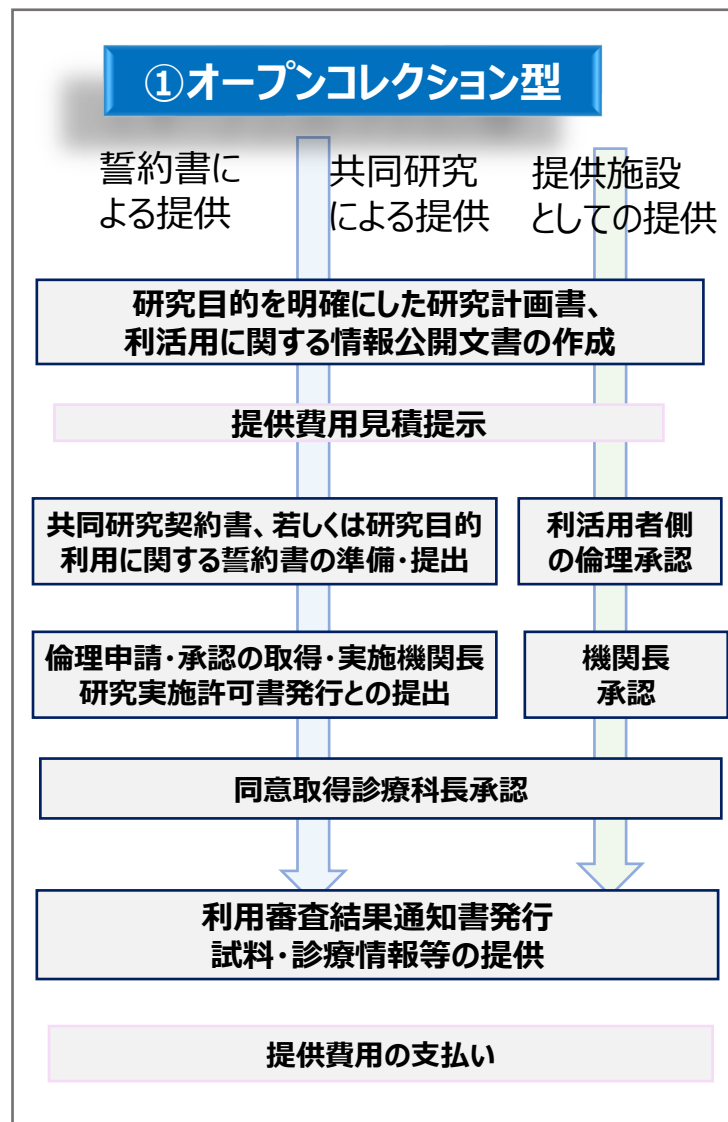 ①オープンコレクション型
誓約書に
よる提供
共同研究
による提供
提供施設
としての提供
研究目的を明確にした研究計画書、
利活用に関する情報公開文書の作成
提供費用見積提示
共同研究契約書、若しくは研究目的
利用に関する誓約書の準備・提出
利活用者側
の倫理承認
倫理申請・承認の取得・実施機関長
研究実施許可書発行との提出
機関長
承認
同意取得診療科長承認
利用審査結果通知書発行
試料・診療情報等の提供
提供費用の支払い